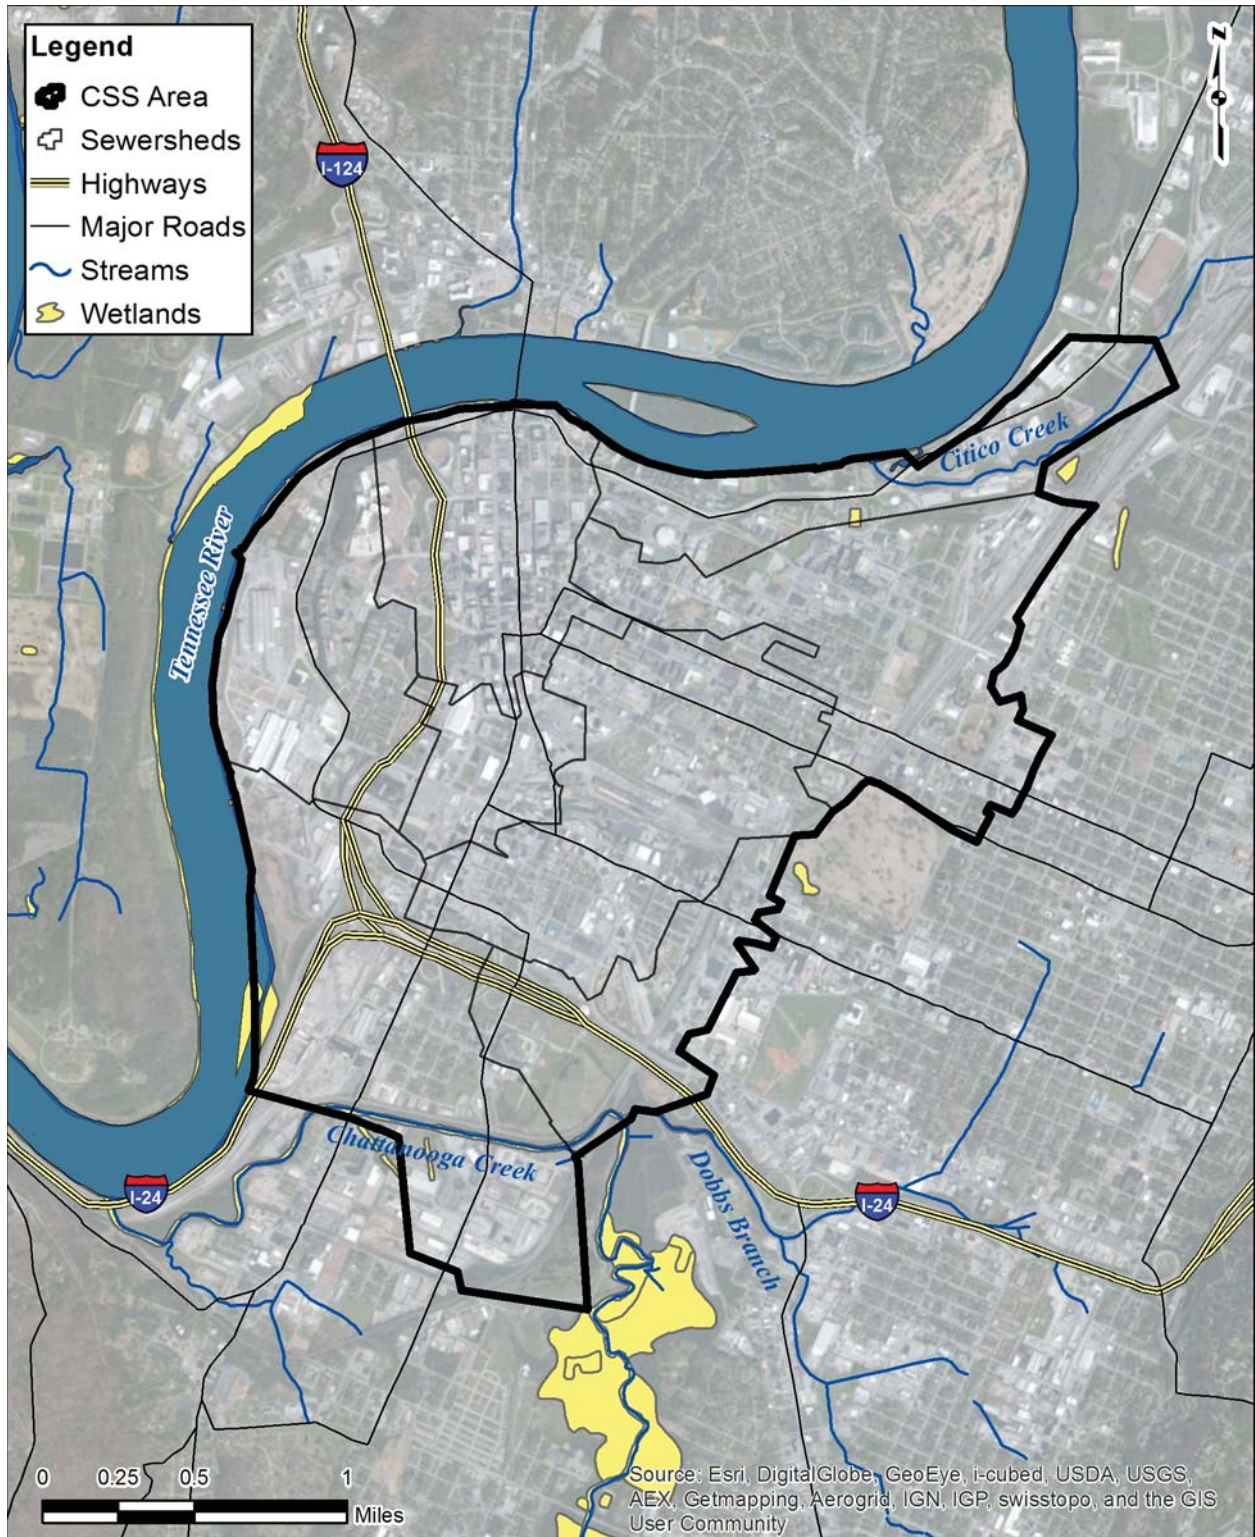 Legend
CSS Area
Sewersheds
Highways
Major Roads
Streams
Wetlands
N
I-124
Citico Creek
Tennessee River
Chattanooga Creek
Dobbs Branch
I-24
I-24
0 0.25 0.5 1
Miles
Source: Esri, DigitalGlobe, GeoEye, i-cubed, USDA, USGS,
AEX, Getmapping, Aerogrid, IGN, IGP, swisstopo, and the GIS
User Community